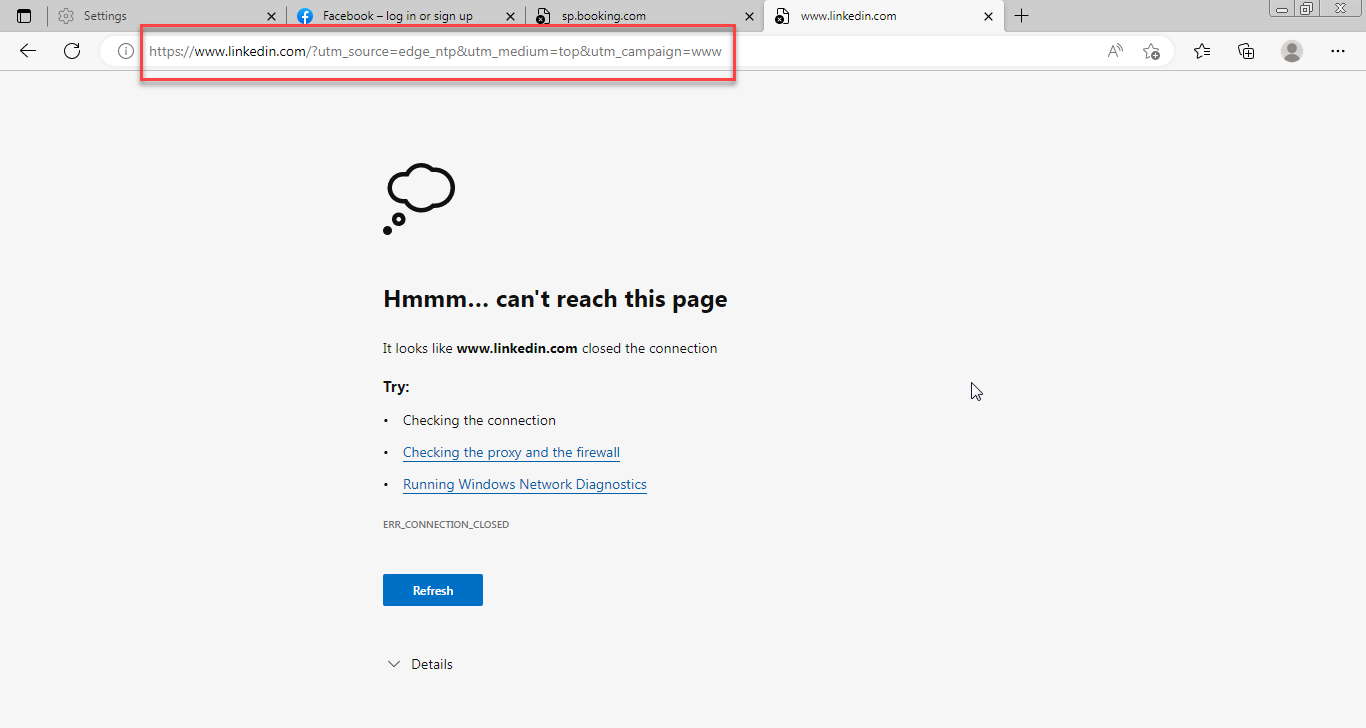 Settings
Facebook – log in or sign up
sp.booking.com
www.linkedin.com
https://www.linkedin.com/?utm_source=edge_ntp&utm_medium=top&utm_campaign=www
Hmmm... can't reach this page
It looks like www.linkedin.com closed the connection
Try:
• Checking the connection
• Checking the proxy and the firewall
• Running Windows Network Diagnostics
ERR_CONNECTION_CLOSED
Refresh
Details